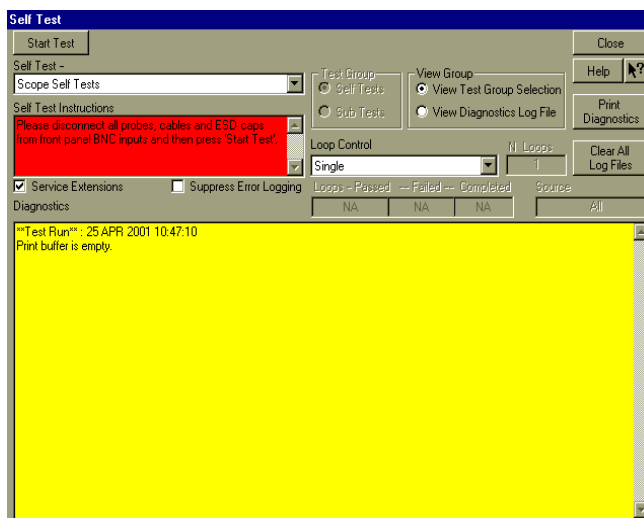 Self Test
Start Test
Close
Self Test -
Scope Self Tests
Test Group
Self Tests
Sub Tests
View Group
View Test Group Selection
View Diagnostics Log File
Help
?
Print
Diagnostics
Self Test Instructions
Please disconnect all probes, cables and ESD caps
from front panel BNC inputs and then press 'Start Test'.
Loop Control
Single
N Loops
1
Clear All
Log Files
Service Extensions
Suppress Error Logging
Loops - Passed -- Failed -- Completed
NA
NA
NA
Source
All
Diagnostics
**Test Run** : 25 APR 2001 10:47:10
Print buffer is empty.